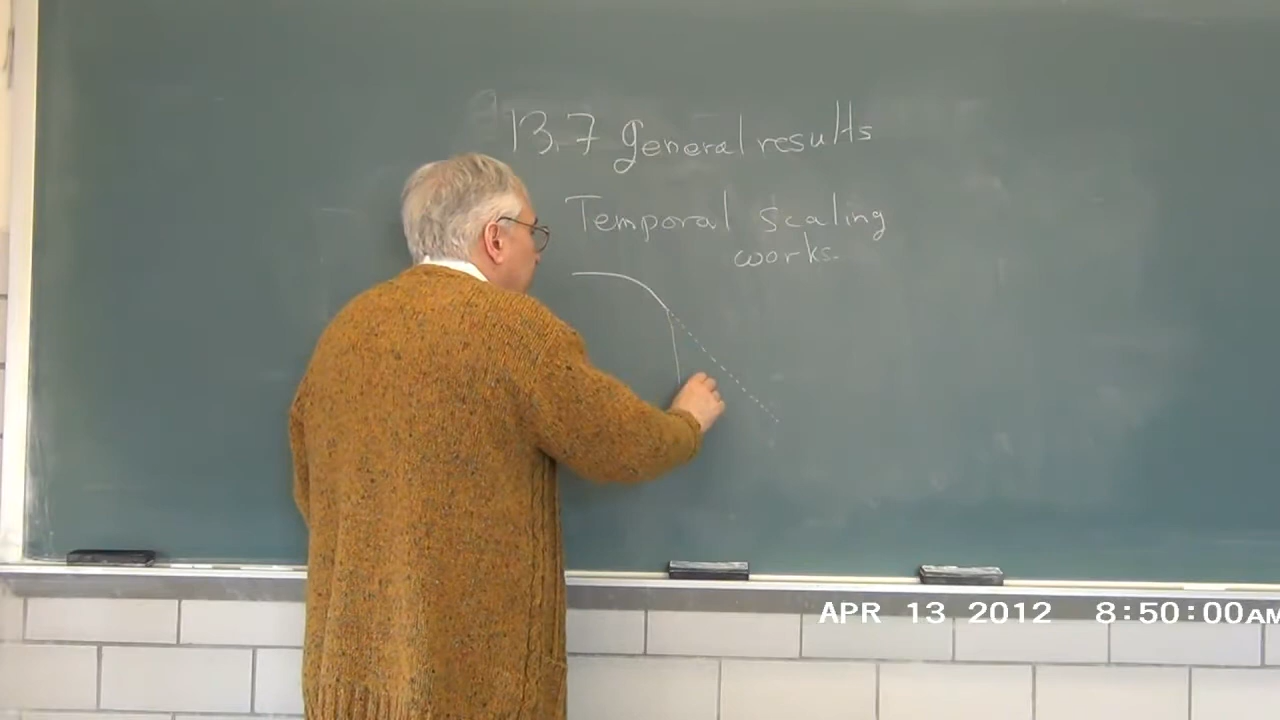 13.7 general results
Temporal scaling
works.
APR 13 2012 8:50:00AM